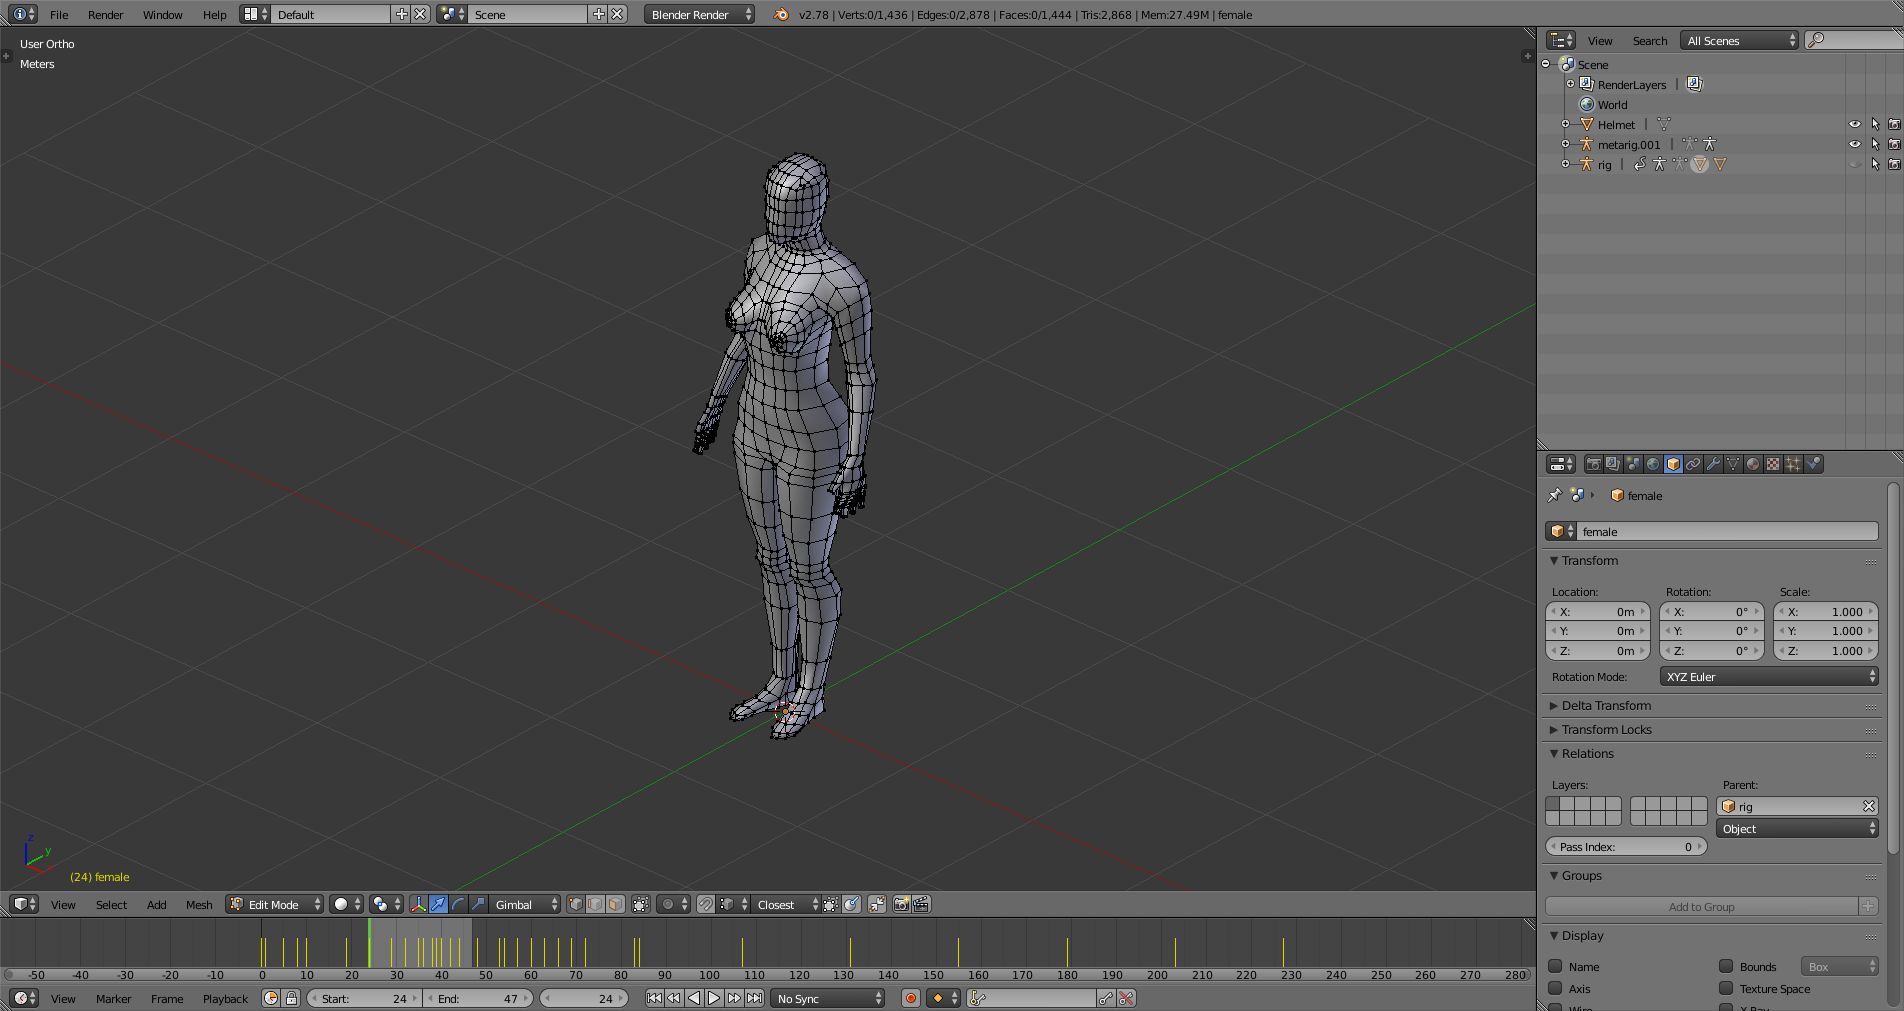 File Render Window Help Default Scene Blender Render v2.78 | Verts:0/1,436 | Edges:0/2,878 | Faces:0/1,444 | Tris:2,868 | Mem:27.49M | female
User Ortho
Meters
View Search All Scenes
Scene
RenderLayers |
World
Helmet |
metarig.001 |
rig |
female
female
Transform
Location: Rotation: Scale:
X: 0m X: 0° X: 1.000
Y: 0m Y: 0° Y: 1.000
Z: 0m Z: 0° Z: 1.000
Rotation Mode: XYZ Euler
Delta Transform
Transform Locks
Relations
Layers: Parent:
rig
Object
Pass Index: 0
Groups
Add to Group
Display
Name Bounds Box
Axis Texture Space
Wire X-Ray
z
y
(24) female
View Select Add Mesh Edit Mode Gimbal Closest
-50 -40 -30 -20 -10 0 10 20 30 40 50 60 70 80 90 100 110 120 130 140 150 160 170 180 190 200 210 220 230 240 250 260 270 280
View Marker Frame Playback Start: 24 End: 47 24 No Sync